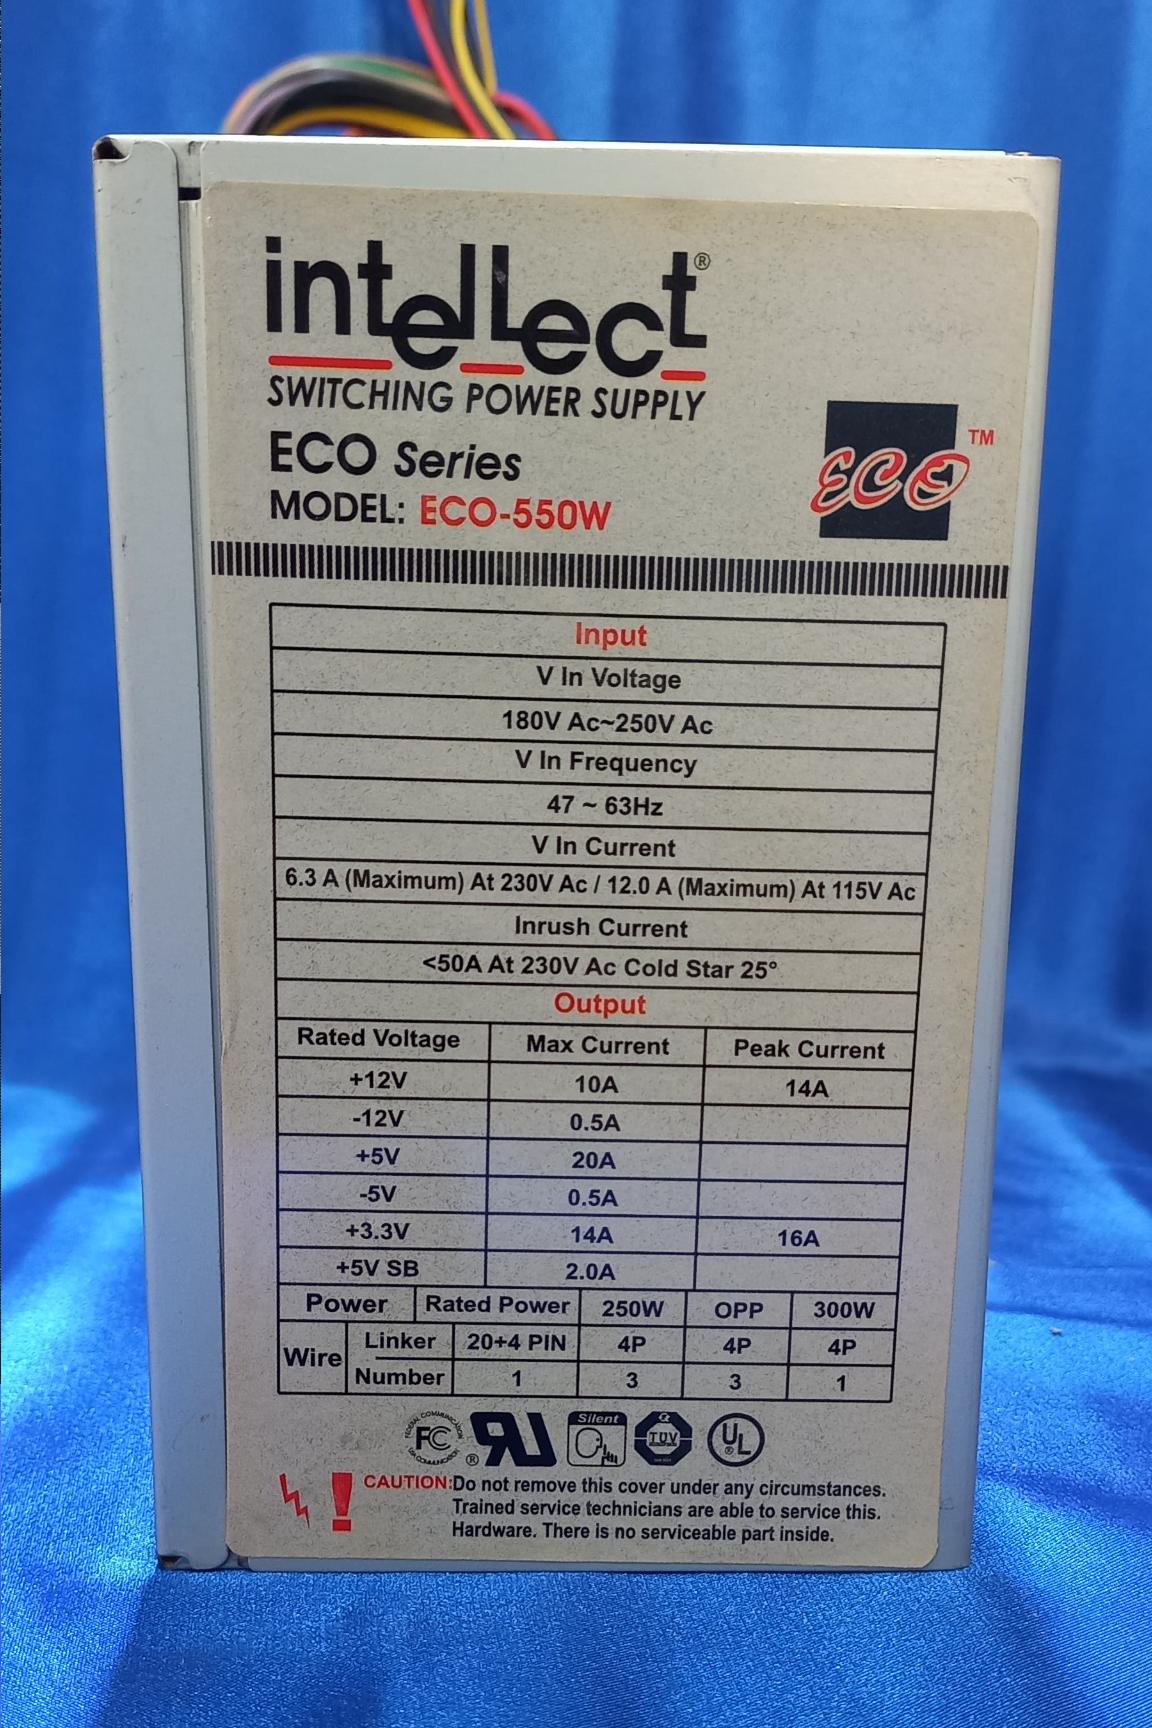 intellect®
SWITCHING POWER SUPPLY
ECO Series
MODEL: ECO-550W
ECO™
Input
V In Voltage
180V Ac~250V Ac
V In Frequency
47 ~ 63Hz
V In Current
6.3 A (Maximum) At 230V Ac / 12.0 A (Maximum) At 115V Ac
Inrush Current
<50A At 230V Ac Cold Star 25°
Output
Rated Voltage Max Current Peak Current
+12V 10A 14A
-12V 0.5A
+5V 20A
-5V 0.5A
+3.3V 14A 16A
+5V SB 2.0A
Power Rated Power 250W OPP 300W
Wire Linker 20+4 PIN 4P 4P 4P
Number 1 3 3 1
FEDERAL COMMUNICATION FC ® RU Silent TUV UL ®
CAUTION: Do not remove this cover under any circumstances.
Trained service technicians are able to service this.
Hardware. There is no serviceable part inside.